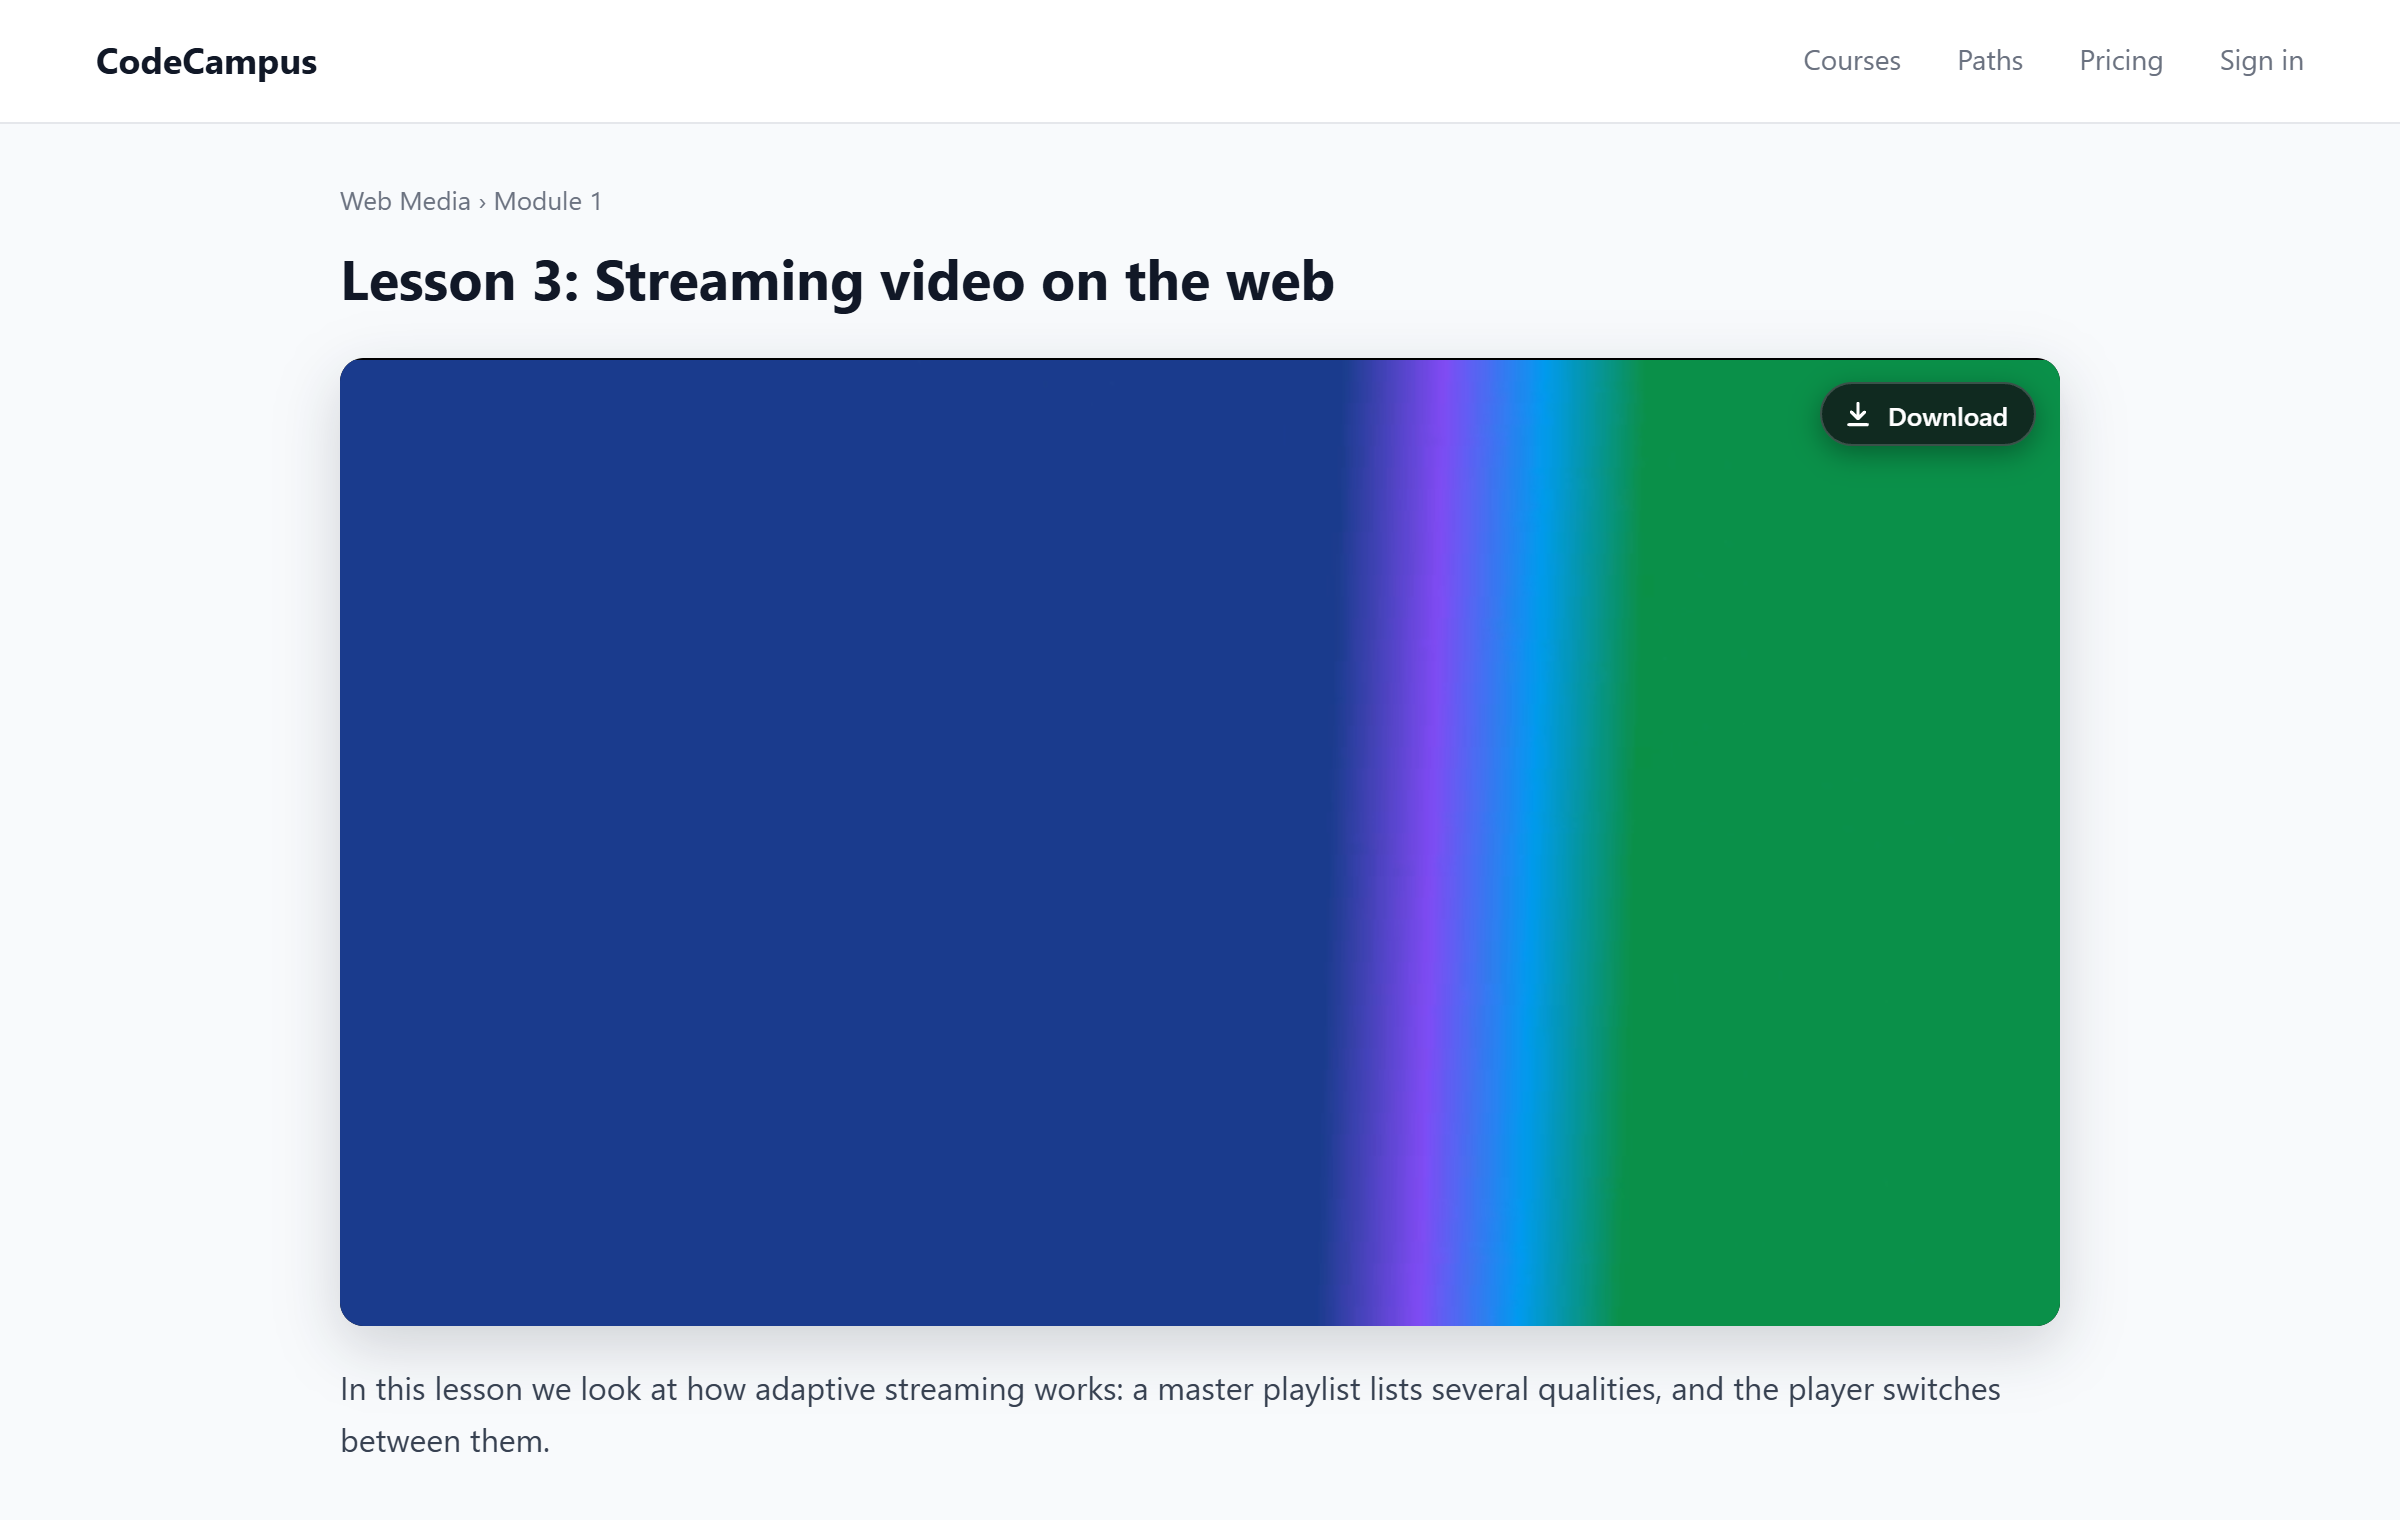 CodeCampus
Courses Paths Pricing Sign in
Web Media › Module 1
Lesson 3: Streaming video on the web
Download
In this lesson we look at how adaptive streaming works: a master playlist lists several qualities, and the player switches
between them.